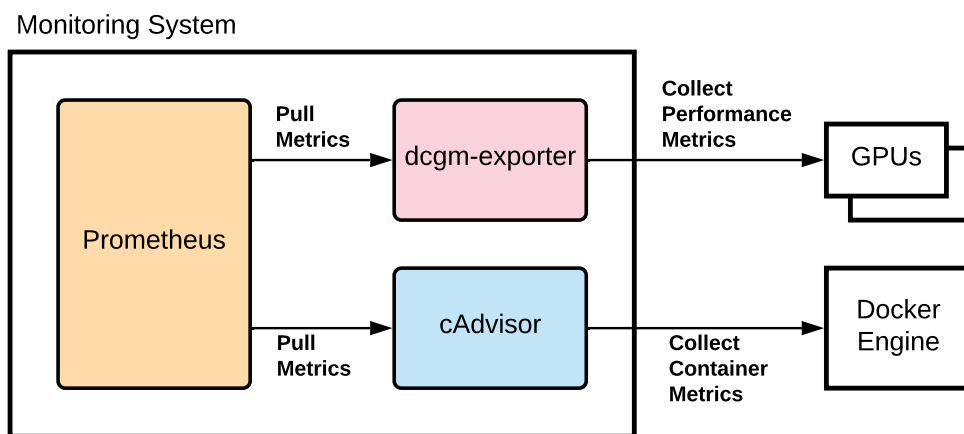 Monitoring System
Collect
Performance
Metrics
Pull
Metrics
dcgm-exporter
GPUs
Prometheus
cAdvisor
Docker
Engine
Pull
Metrics
Collect
Container
Metrics